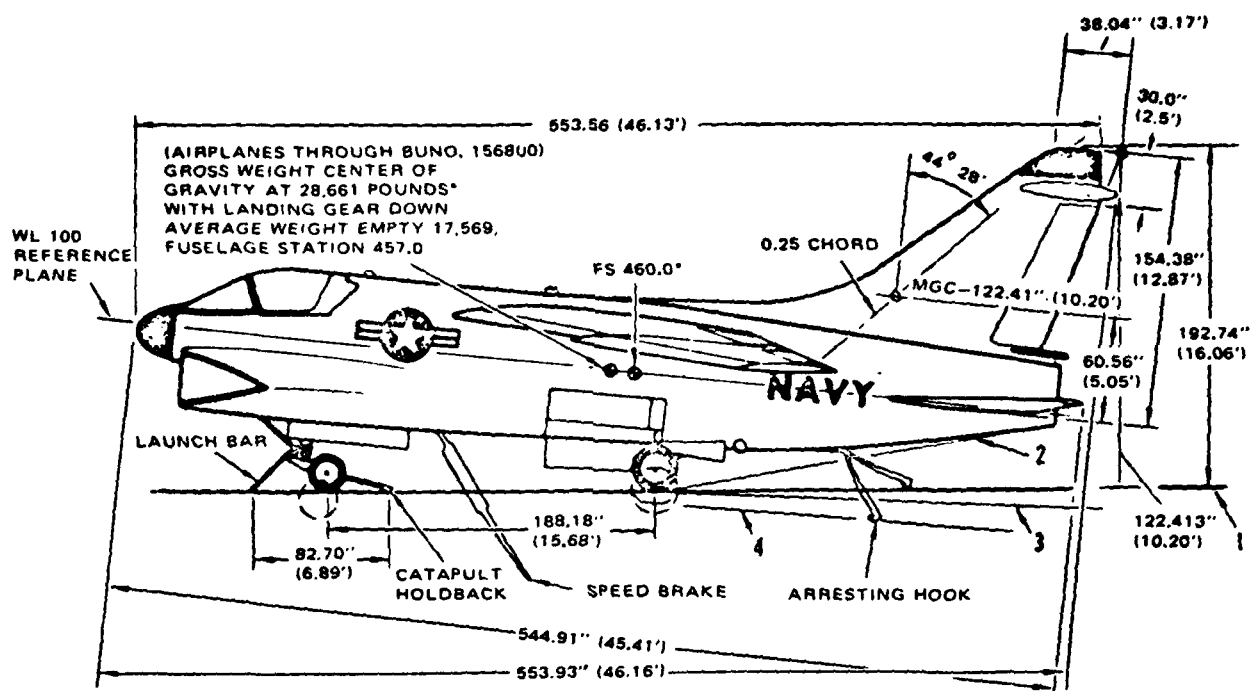 38.04" (3.17')
30.0"
(2.5')
553.56 (46.13')
(AIRPLANES THROUGH BUNO. 156800)
GROSS WEIGHT CENTER OF
GRAVITY AT 28,661 POUNDS*
WITH LANDING GEAR DOWN
AVERAGE WEIGHT EMPTY 17,569,
FUSELAGE STATION 457.0
44° 28'
WL 100
REFERENCE
PLANE
0.25 CHORD
154.38"
(12.87')
FS 460.0*
MGC-122.41" (10.20')
192.74"
(16.06')
60.56"
(5.05')
NAVY
LAUNCH BAR
2
188.18"
(15.68')
4
3
122.413"
(10.20')
1
82.70"
(6.89')
CATAPULT
HOLDBACK
SPEED BRAKE
ARRESTING HOOK
544.91" (45.41')
553.93" (46.16')